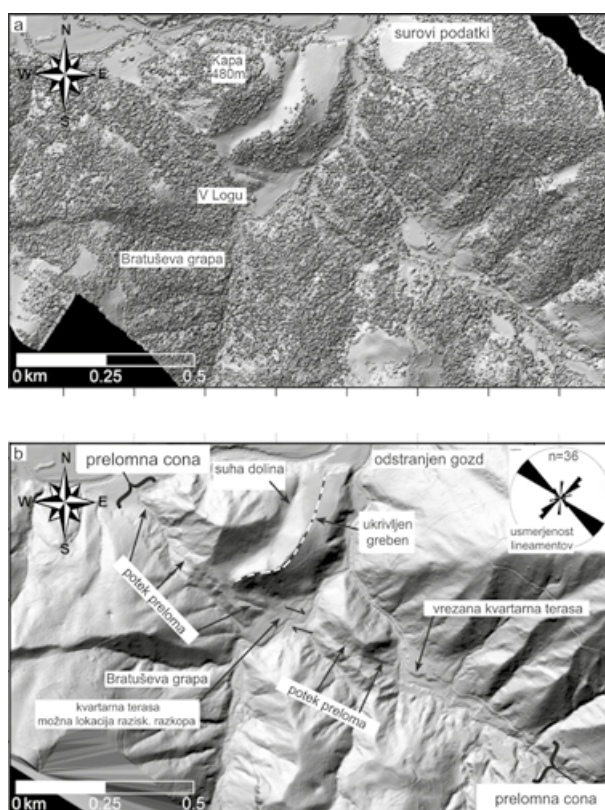 a
N
W
E
S
Kapa
480m
surovi podatki
V Logu
Bratuševa grapa
0 km
0.25
0.5
b
N
W
E
S
prelomna cona
suha dolina
odstranjen gozd
n=36
usmerjenost
lineamentov
ukrivljen
greben
potek preloma
vrezana kvartarna terasa
Bratuševa grapa
potek preloma
kvartarna terasa
možna lokacija razisk. razkopa
0 km
0.25
0.5
prelomna cona